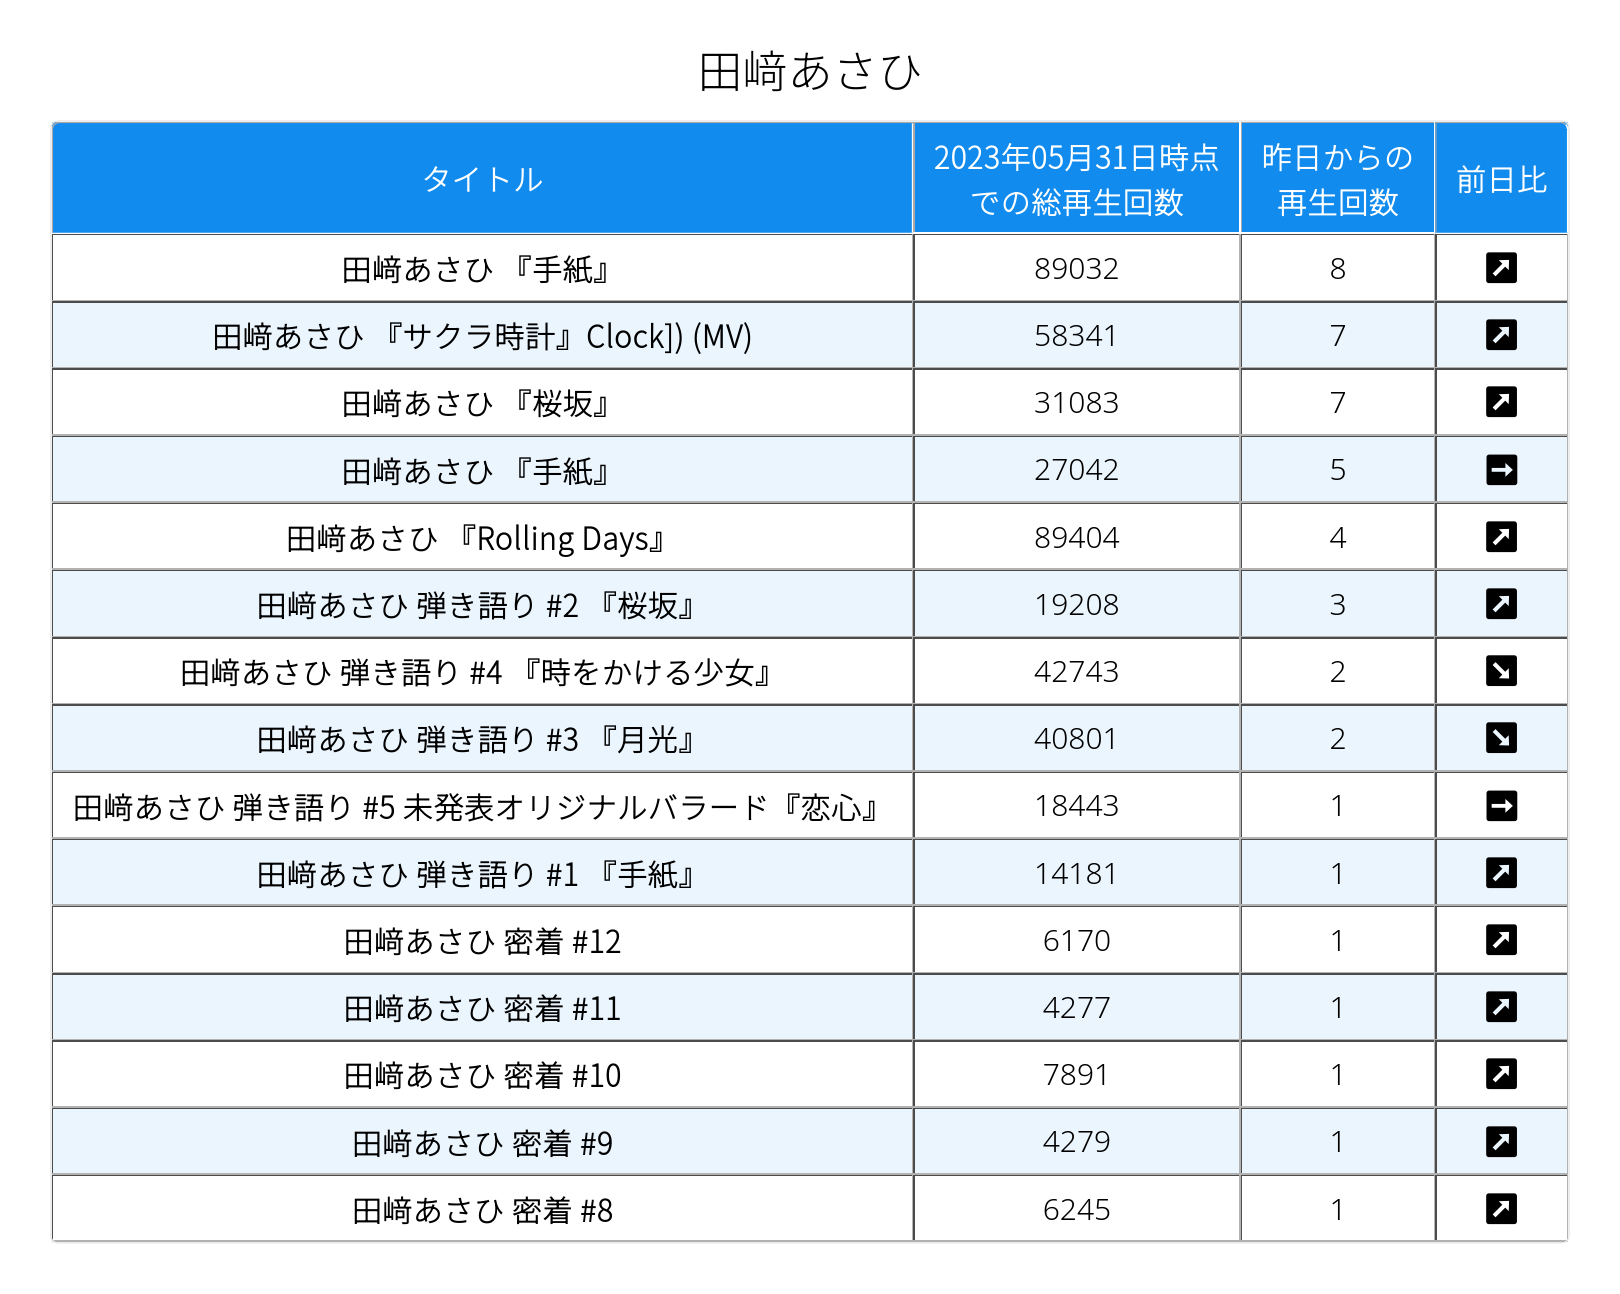 田﨑あさひ
タイトル
2023年05月31日時点
での総再生回数
昨日からの
再生回数
前日比
田﨑あさひ 『手紙』 89032 8 ↗
田﨑あさひ 『サクラ時計』Clock]) (MV) 58341 7 ↗
田﨑あさひ 『桜坂』 31083 7 ↗
田﨑あさひ 『手紙』 27042 5 →
田﨑あさひ 『Rolling Days』 89404 4 ↗
田﨑あさひ 弾き語り #2 『桜坂』 19208 3 ↗
田﨑あさひ 弾き語り #4 『時をかける少女』 42743 2 ↘
田﨑あさひ 弾き語り #3 『月光』 40801 2 ↘
田﨑あさひ 弾き語り #5 未発表オリジナルバラード『恋心』 18443 1 →
田﨑あさひ 弾き語り #1 『手紙』 14181 1 ↗
田﨑あさひ 密着 #12 6170 1 ↗
田﨑あさひ 密着 #11 4277 1 ↗
田﨑あさひ 密着 #10 7891 1 ↗
田﨑あさひ 密着 #9 4279 1 ↗
田﨑あさひ 密着 #8 6245 1 ↗